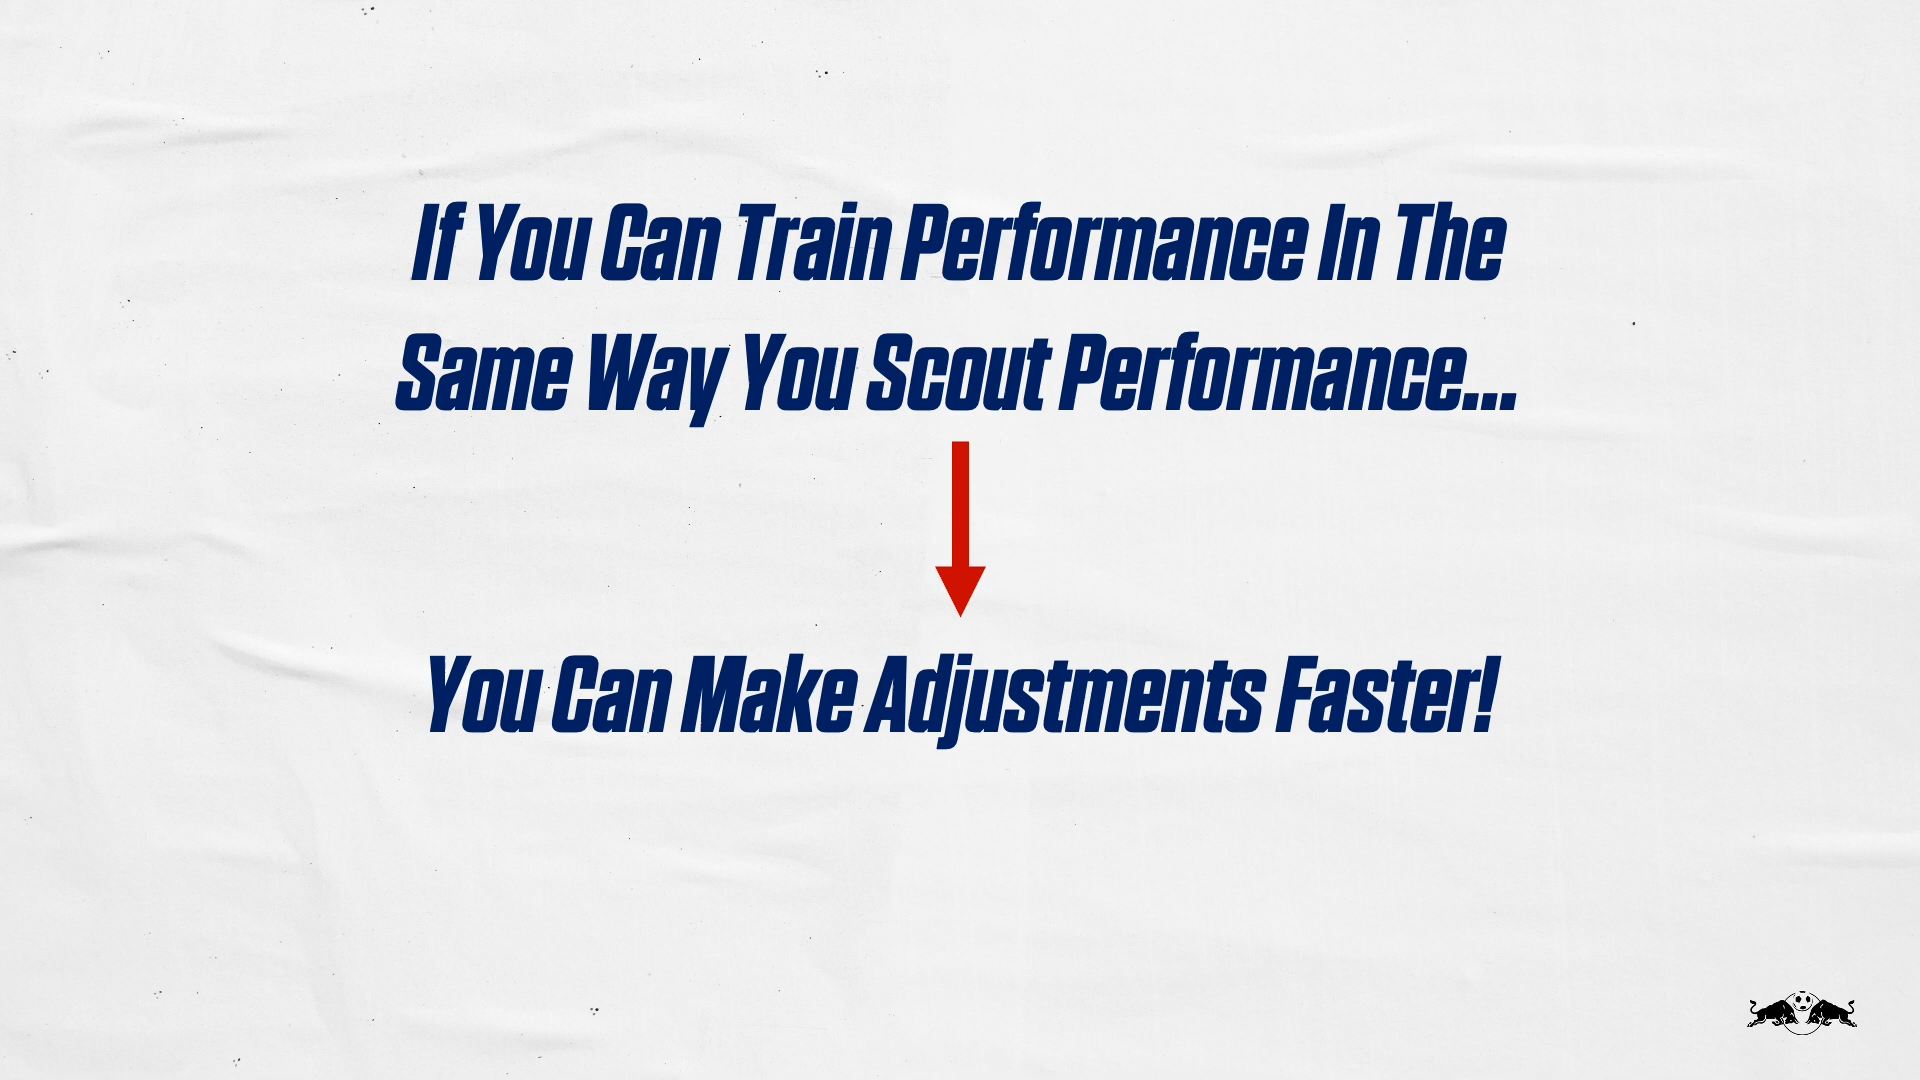 If You Can Train Performance In The
Same Way You Scout Performance...
You Can Make Adjustments Faster!